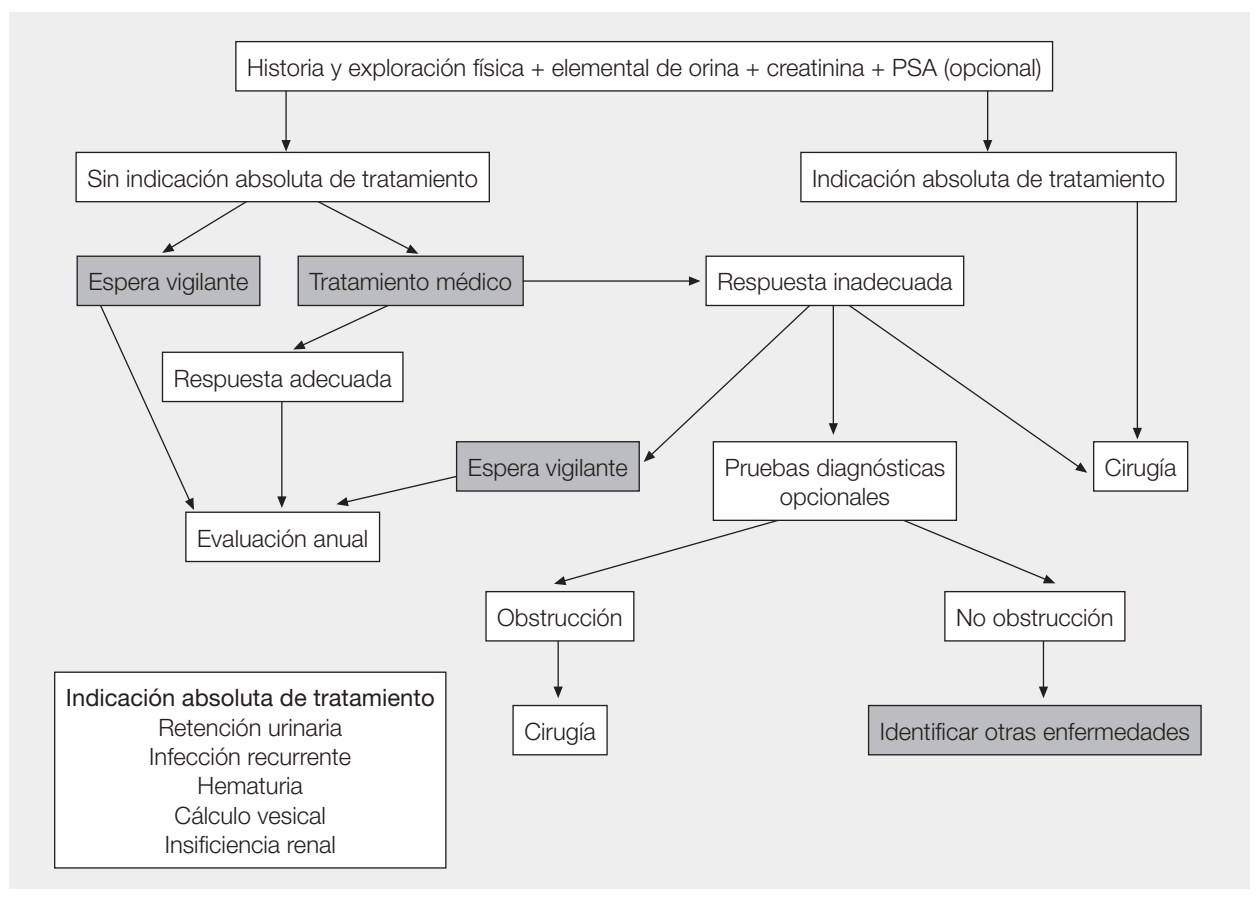 Historia y exploración física + elemental de orina + creatinina + PSA (opcional)
Sin indicación absoluta de tratamiento
Indicación absoluta de tratamiento
Espera vigilante
Tratamiento médico
Respuesta inadecuada
Respuesta adecuada
Espera vigilante
Pruebas diagnósticas
opcionales
Cirugía
Evaluación anual
Obstrucción
No obstrucción
Cirugía
Identificar otras enfermedades
Indicación absoluta de tratamiento
Retención urinaria
Infección recurrente
Hematuria
Cálculo vesical
Insificiencia renal